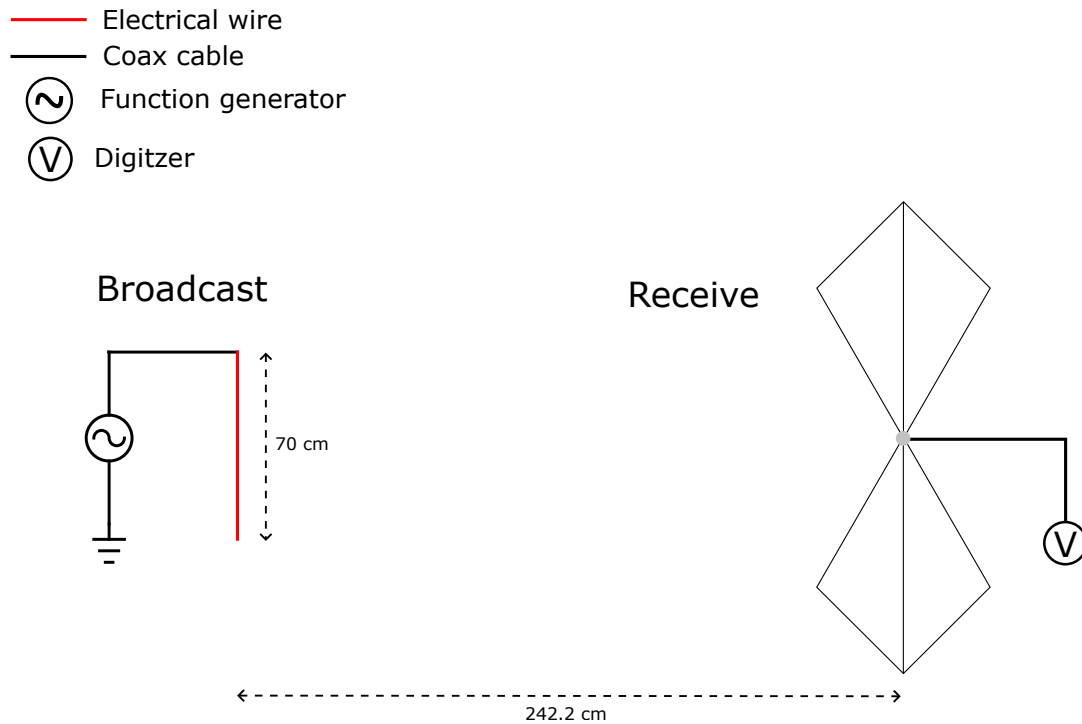 Electrical wire
Coax cable
Function generator
V
Digitzer
Broadcast
Receive
70 cm
V
242.2 cm